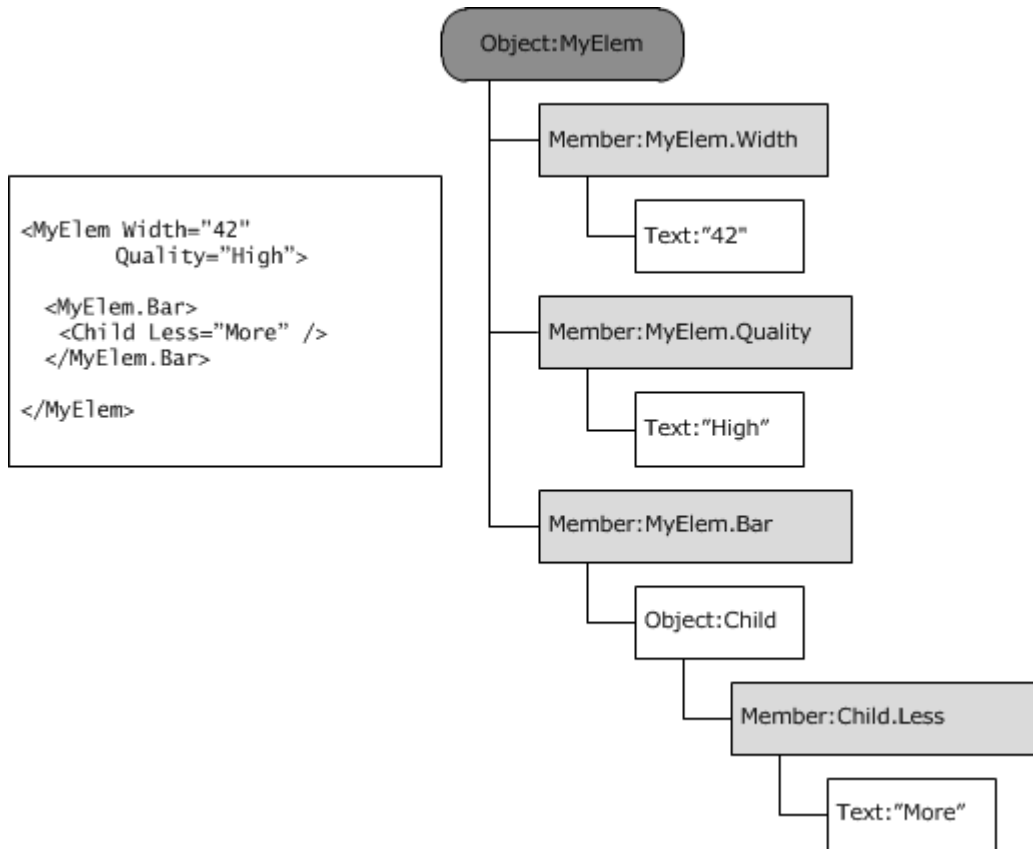 Object:MyElem
Member:MyElem.Width
Text:”42"
<MyElem Width=”42"
Quality=”High”>
<MyElem.Bar>
<Child Less=”More” />
</MyElem.Bar>
</MyElem>
Member:MyElem.Quality
Text:”High”
Member:MyElem.Bar
Object:Child
Member:Child.Less
Text:”More”